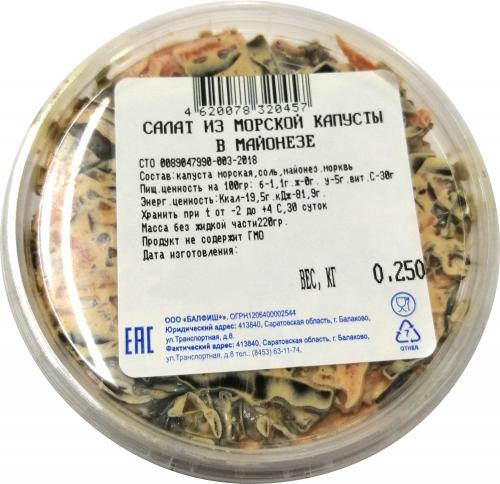 4 620078 320457
САЛАТ ИЗ МОРСКОЙ КАПУСТЫ
В МАЙОНЕЗЕ
СТО 0089047990-003-2018
Состав:капуста морская,соль,майонез.морквь
Пищ.ценность на 100гр: б-1,1г.ж-0г. у-5г.вит.С-30г
Энерг.ценность:Ккал-19,5г.кДж-81,9г.
Хранить при t от -2 до +4 С,30 суток
Масса без жидкой части220гр.
Продукт не содержит ГМО
Дата изготовления:
ВЕС, КГ 0.250
ООО «БАЛФИШ+», ОГРН1206400002544
Юридический адрес: 413840, Саратовская область, г. Балаково,
ул.Транспортная, д.8.
Фактический адрес: 413840, Саратовская область, г. Балаково,
ул.Транспортная, д.8 тел.: (8453) 63-11-74.
EAC
7
OTHER